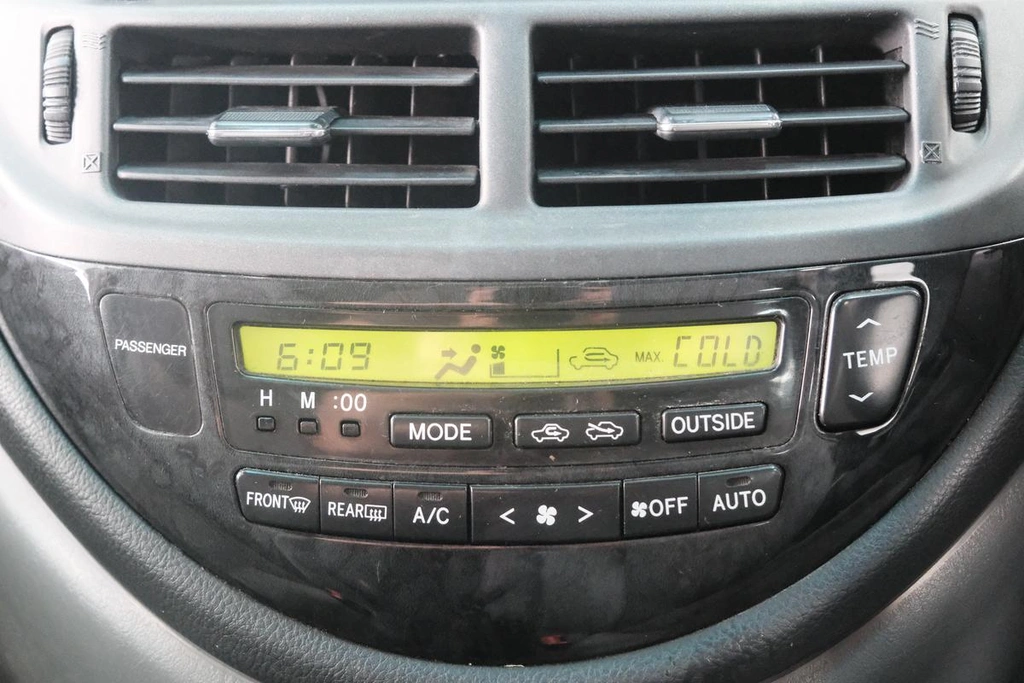 PASSENGER
6:09 MAX. COLD
H M :00
MODE OUTSIDE
TEMP
FRONT REAR A/C < > OFF AUTO